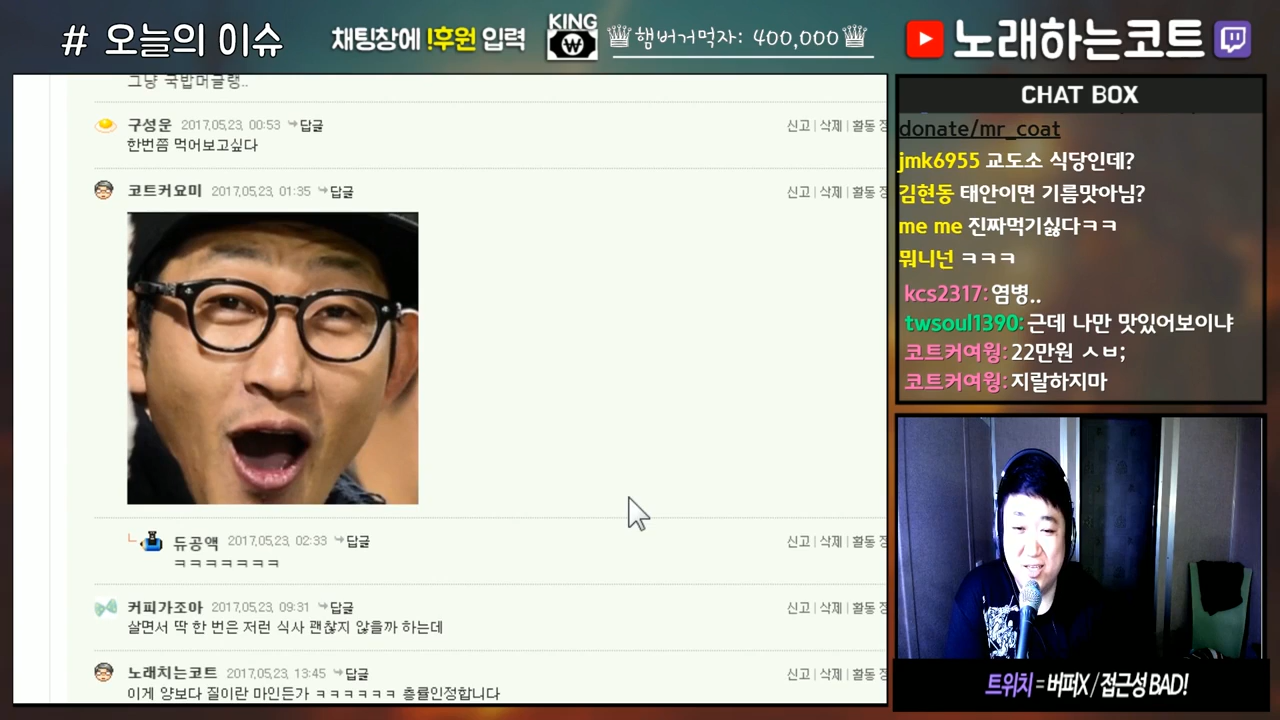 # 오늘의 이슈
채팅창에 !후원 입력
KING
₩
햄버거먹자: 400,000
노래하는코트
그냥 국밥머글랭..
구성운 2017.05.23. 00:53 답글
신고 | 삭제 | 활동
한번쯤 먹어보고싶다
코트커요미 2017.05.23. 01:35 답글
신고 | 삭제 | 활동
듀공액 2017.05.23. 02:33 답글
신고 | 삭제 | 활동
ㅋㅋㅋㅋㅋㅋㅋ
커피가조아 2017.05.23. 09:31 답글
신고 | 삭제 | 활동
살면서 딱 한 번은 저런 식사 괜찮지 않을까 하는데
노래치는코트 2017.05.23. 13:45 답글
신고 | 삭제 | 활동
이게 양보다 질이란 마인든가 ㅋㅋㅋㅋㅋㅋ 총률인정합니다
CHAT BOX
donate/mr_coat
jmk6955 교도소 식당인데?
김현동 태안이면 기름맛아님?
me me 진짜먹기싫다ㅋㅋ
뭐니넌 ㅋㅋㅋ
kcs2317: 염병..
twsoul1390: 근데 나만 맛있어보이냐
코트커여웡: 22만원 ㅅㅂ;
코트커여웡: 지랄하지마
트위치 = 버퍼X / 접근성 BAD!